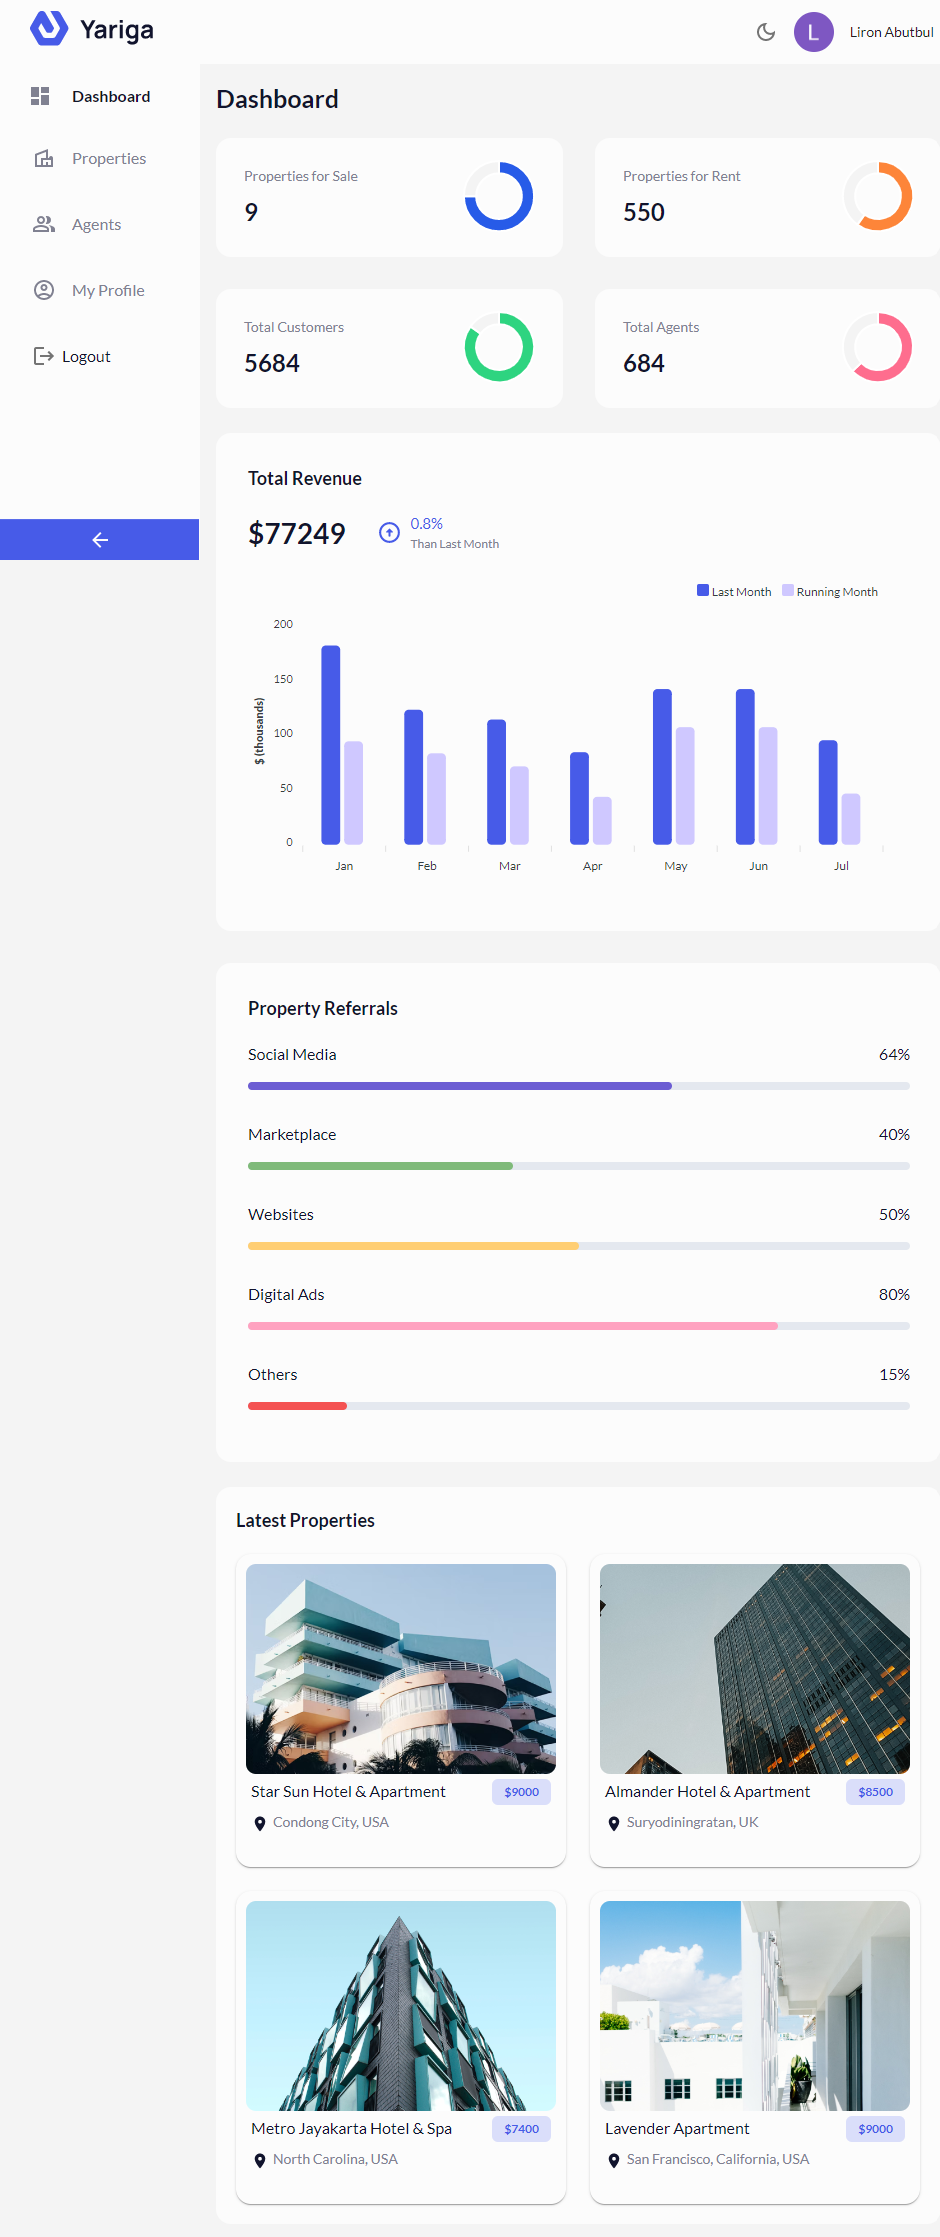 Yariga
L
Liron Abutbul
Dashboard
Properties
Agents
My Profile
Logout
Dashboard
Properties for Sale
9
Properties for Rent
550
Total Customers
5684
Total Agents
684
Total Revenue
$77249
0.8%
Than Last Month
Last Month
Running Month
200
150
100
50
0
$ (thousands)
Jan
Feb
Mar
Apr
May
Jun
Jul
Property Referrals
Social Media
64%
Marketplace
40%
Websites
50%
Digital Ads
80%
Others
15%
Latest Properties
Star Sun Hotel & Apartment
$9000
Condong City, USA
Almander Hotel & Apartment
$8500
Suryodiningratan, UK
Metro Jayakarta Hotel & Spa
$7400
North Carolina, USA
Lavender Apartment
$9000
San Francisco, California, USA